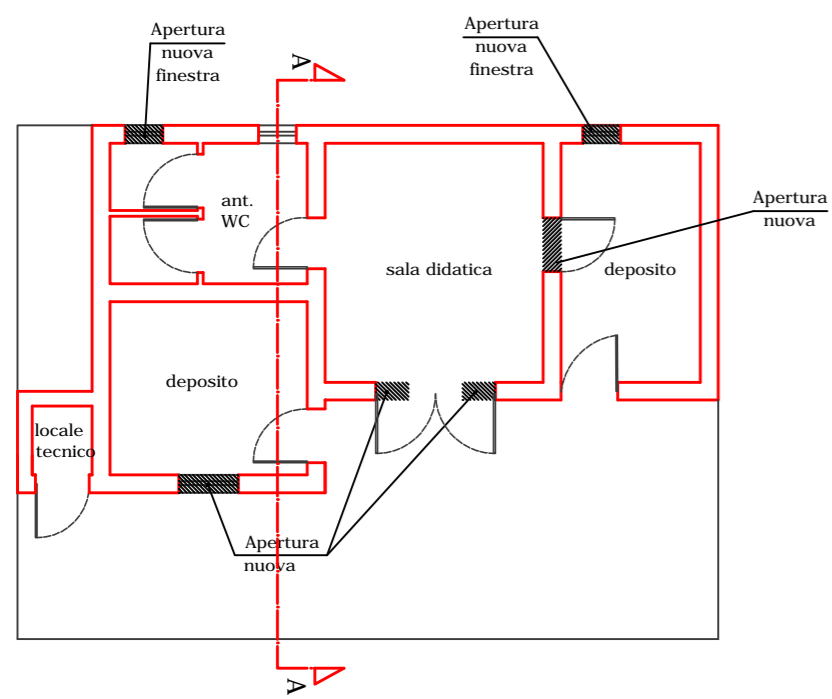 Apertura
nuova
finestra
Apertura
nuova
finestra
A
ant.
WC
Apertura
nuova
sala didatica
deposito
deposito
locale
tecnico
Apertura
nuova
A